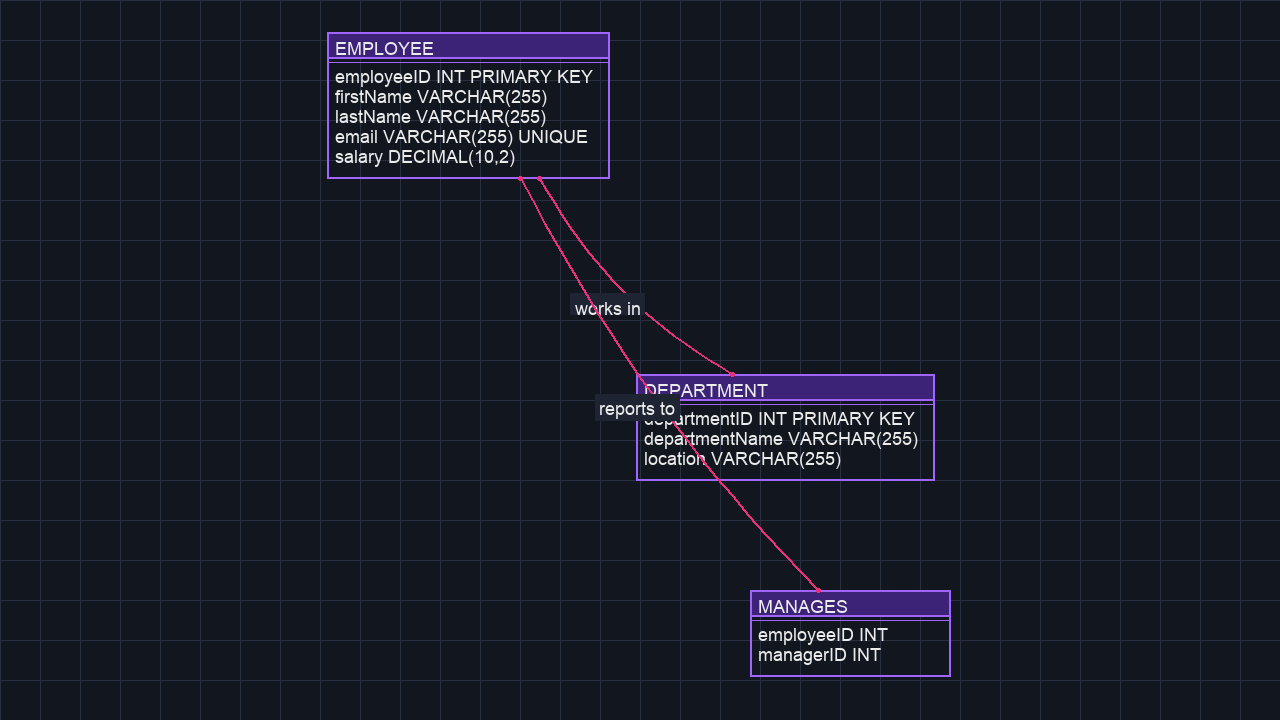 EMPLOYEE
employeeID INT PRIMARY KEY
firstName VARCHAR(255)
lastName VARCHAR(255)
email VARCHAR(255) UNIQUE
salary DECIMAL(10,2)
works in
DEPARTMENT
reports to
departmentID INT PRIMARY KEY
departmentName VARCHAR(255)
location VARCHAR(255)
MANAGES
employeeID INT
managerID INT